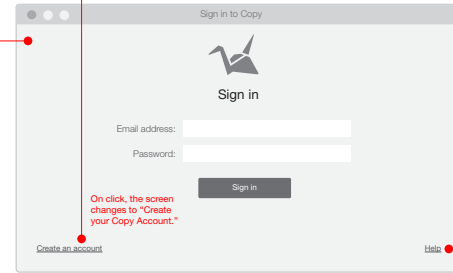 Sign in to Copy
Sign in
Email address:
Password:
Sign in
On click, the screen
changes to “Create
your Copy Account.”
Create an account
Help